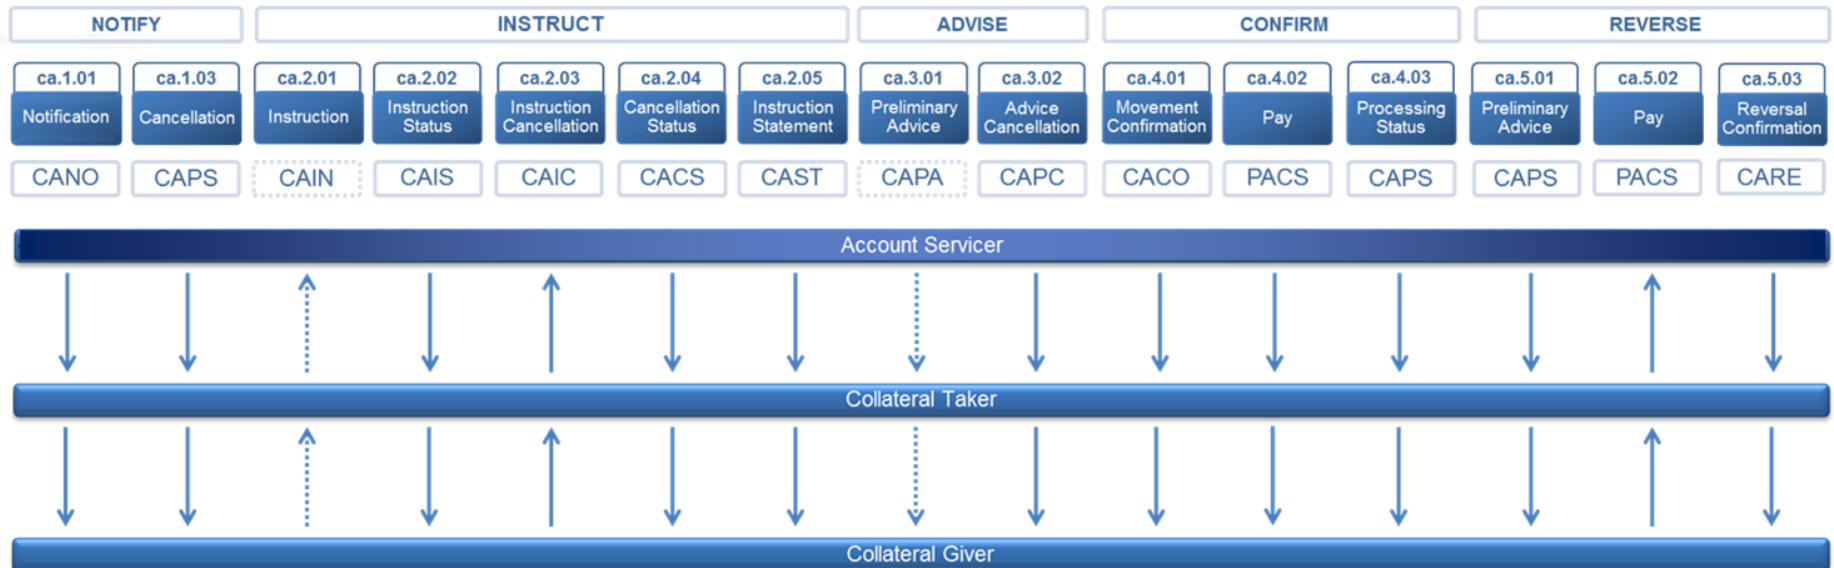 NOTIFY INSTRUCT ADVISE CONFIRM REVERSE
ca.1.01 ca.1.03 ca.2.01 ca.2.02 ca.2.03 ca.2.04 ca.2.05 ca.3.01 ca.3.02 ca.4.01 ca.4.02 ca.4.03 ca.5.01 ca.5.02 ca.5.03
Notification
Cancellation
Instruction
Instruction
Status
Instruction
Cancellation
Cancellation
Status
Instruction
Statement
Preliminary
Advice
Advice
Cancellation
Movement
Confirmation
Pay
Processing
Status
Preliminary
Advice
Pay
Reversal
Confirmation
CANO CAPS CAIN CAIS CAIC CACS CAST CAPA CAPC CACO PACS CAPS CAPS PACS CARE
Account Servicer
Collateral Taker
Collateral Giver